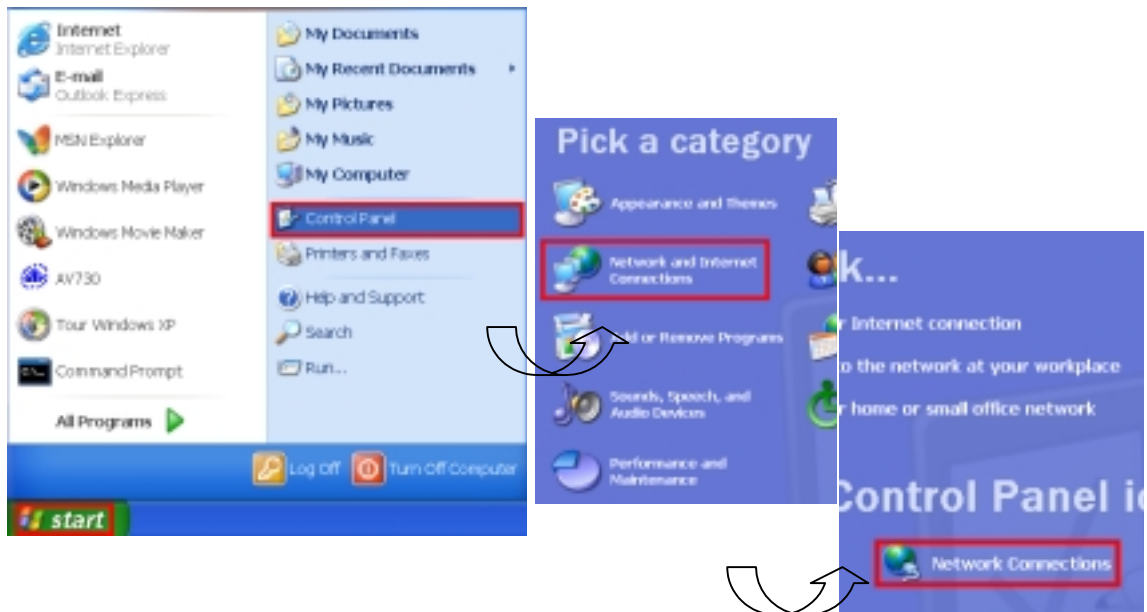 Internet
Internet Explorer
E-mail
Outlook Express
MSN Explorer
Windows Media Player
Windows Movie Maker
AV730
Tour Windows XP
Command Prompt
All Programs
My Documents
My Recent Documents
My Pictures
My Music
My Computer
Control Panel
Printers and Faxes
Help and Support
Search
Run...
Log Off
Turn Off Computer
start
Pick a category
Appearance and Themes
Network and Internet
Connections
Add or Remove Programs
Sounds, Speech, and
Audio Devices
Performance and
Maintenance
k...
r Internet connection
o the network at your workplace
r home or small office network
Control Panel ic
Network Connections